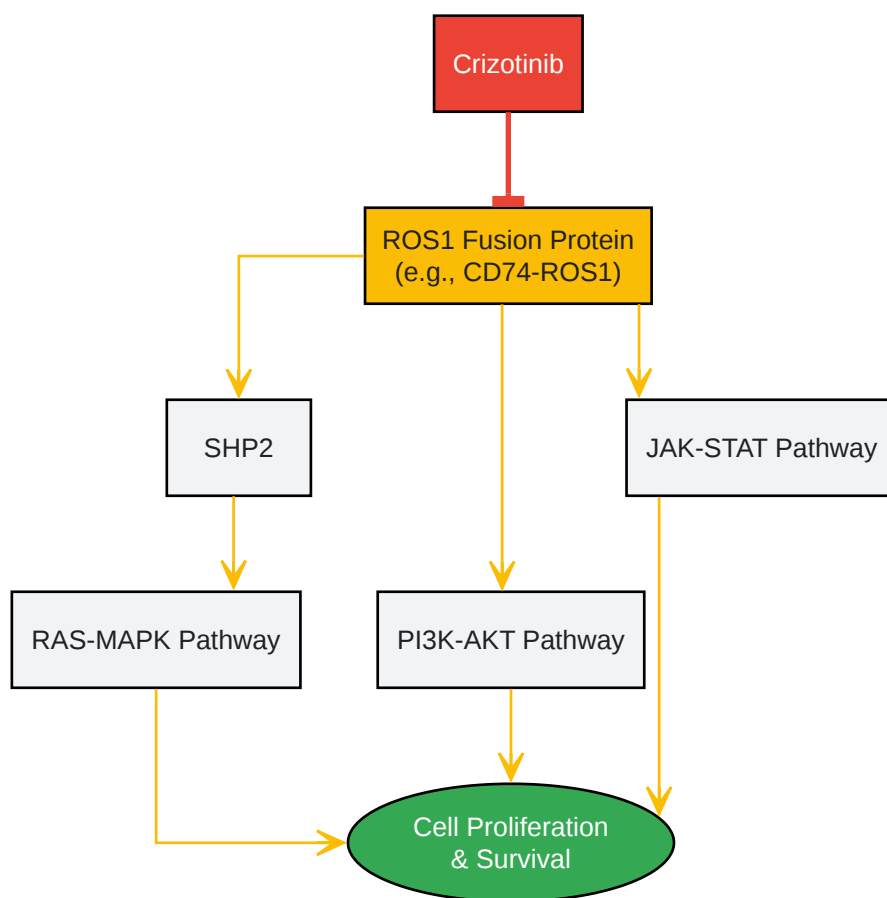 Crizotinib
ROS1 Fusion Protein
(e.g., CD74-ROS1)
SHP2
JAK-STAT Pathway
RAS-MAPK Pathway
PI3K-AKT Pathway
Cell Proliferation
& Survival